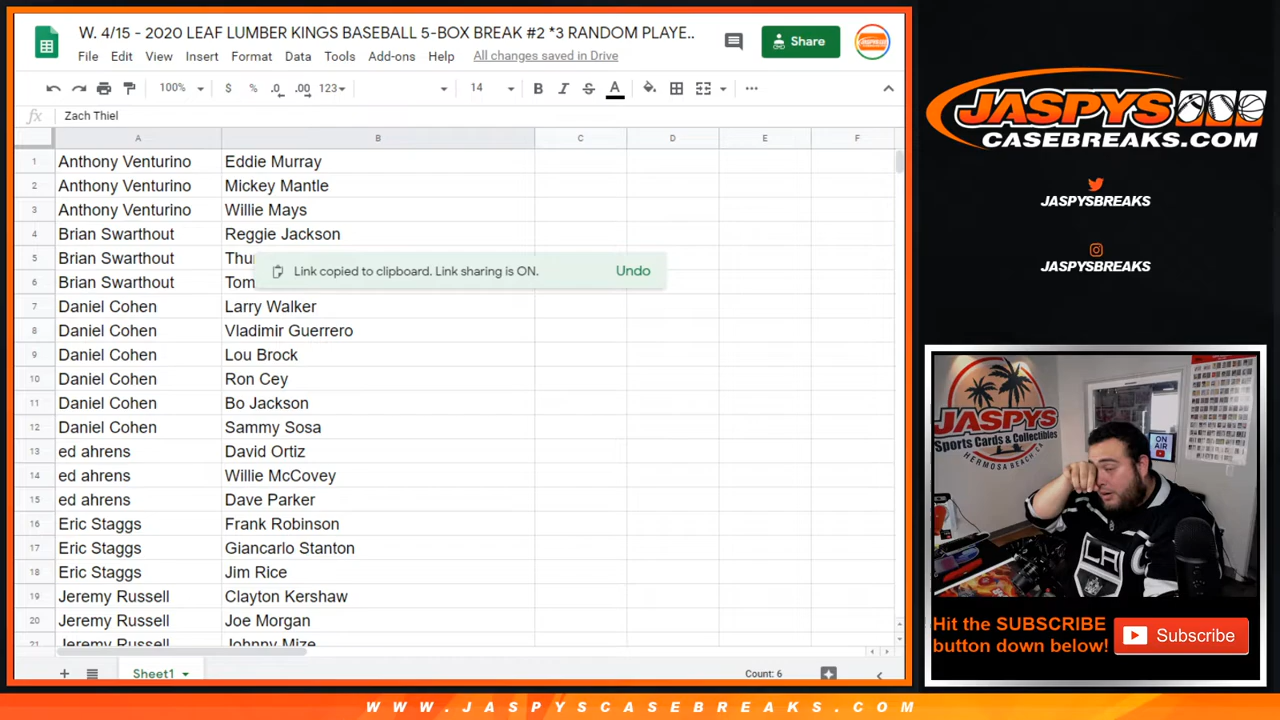 W. 4/15 - 2020 LEAF LUMBER KINGS BASEBALL 5-BOX BREAK #2 *3 RANDOM PLAYE..
Share
File Edit View Insert Format Data Tools Add-ons Help All changes saved in Drive
100% $ % .0 .00 123 14 B I S A
fx Zach Thiel
A B C D E F
1 Anthony Venturino Eddie Murray
2 Anthony Venturino Mickey Mantle
3 Anthony Venturino Willie Mays
4 Brian Swarthout Reggie Jackson
5 Brian Swarthout Thu
Link copied to clipboard. Link sharing is ON. Undo
6 Brian Swarthout Tom
7 Daniel Cohen Larry Walker
8 Daniel Cohen Vladimir Guerrero
9 Daniel Cohen Lou Brock
10 Daniel Cohen Ron Cey
11 Daniel Cohen Bo Jackson
12 Daniel Cohen Sammy Sosa
13 ed ahrens David Ortiz
14 ed ahrens Willie McCovey
15 ed ahrens Dave Parker
16 Eric Staggs Frank Robinson
17 Eric Staggs Giancarlo Stanton
18 Eric Staggs Jim Rice
19 Jeremy Russell Clayton Kershaw
20 Jeremy Russell Joe Morgan
21 Jeremy Russell Johnny Mize
Sheet1 Count: 6
JASPYS
CASEBREAKS.COM
JASPYSBREAKS
JASPYSBREAKS
JASPYS
Sports Cards & Collectibles
HERMOSA BEACH CA
ON
AIR
LA
Hit the SUBSCRIBE
button down below!
Subscribe
WWW.JASPYSCASEBREAKS.COM